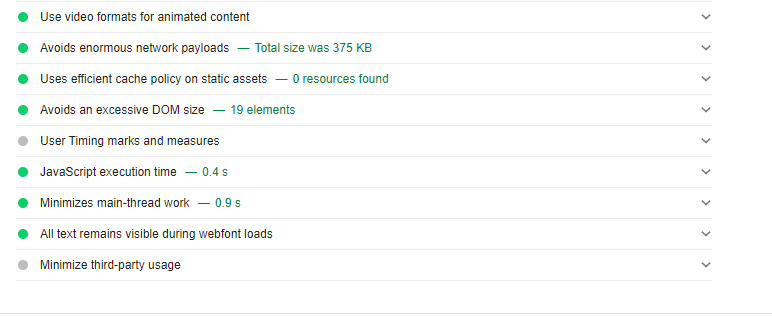 Use video formats for animated content
Avoids enormous network payloads — Total size was 375 KB
Uses efficient cache policy on static assets — 0 resources found
Avoids an excessive DOM size — 19 elements
User Timing marks and measures
JavaScript execution time — 0.4 s
Minimizes main-thread work — 0.9 s
All text remains visible during webfont loads
Minimize third-party usage